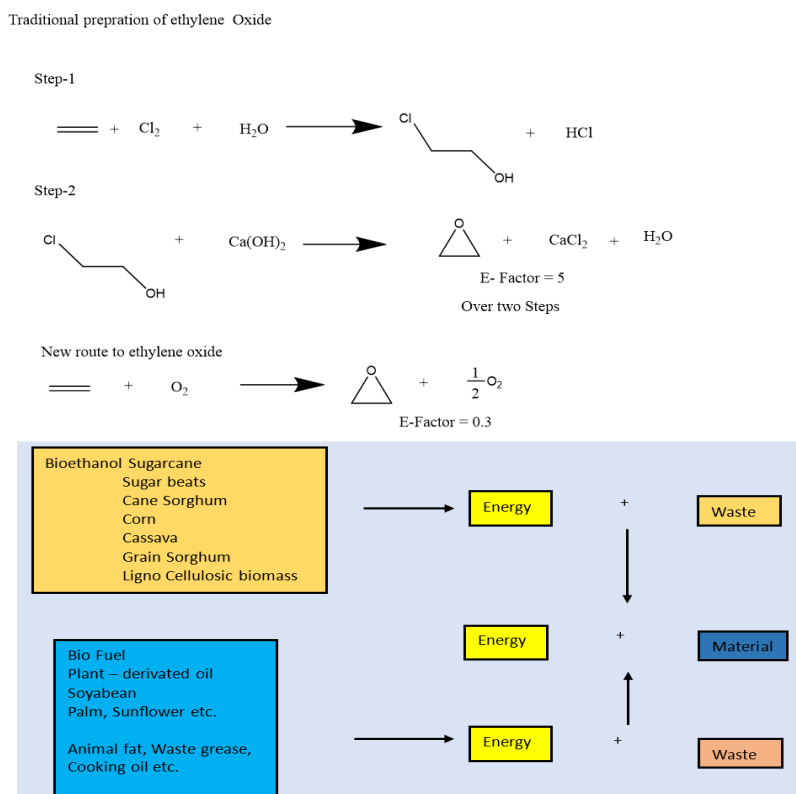 Traditional prepration of ethylene Oxide
Step-1
+ Cl2 + H2O Cl OH + HCl
Step-2
Cl OH + Ca(OH)2 O + CaCl2 + H2O
E- Factor = 5
Over two Steps
New route to ethylene oxide
+ O2 O + 1/2 O2
E-Factor = 0.3
Bioethanol Sugarcane
Sugar beats
Cane Sorghum
Corn
Cassava
Grain Sorghum
Ligno Cellulosic biomass
Energy + Waste
Energy + Material
Bio Fuel
Plant – derivated oil
Soyabean
Palm, Sunflower etc.
Animal fat, Waste grease,
Cooking oil etc.
Energy + Waste